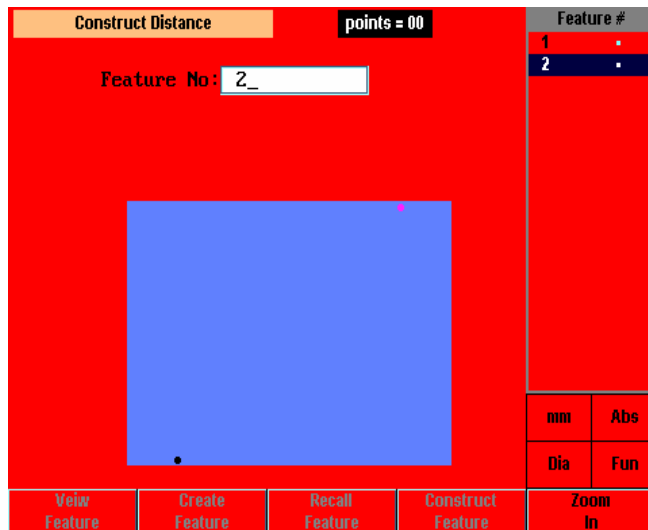 Construct Distance
points = 00
Feature #
1
2
Feature No: 2_
mm
Abs
Dia
Fun
Veiw
Feature
Create
Feature
Recall
Feature
Construct
Feature
Zoom
In